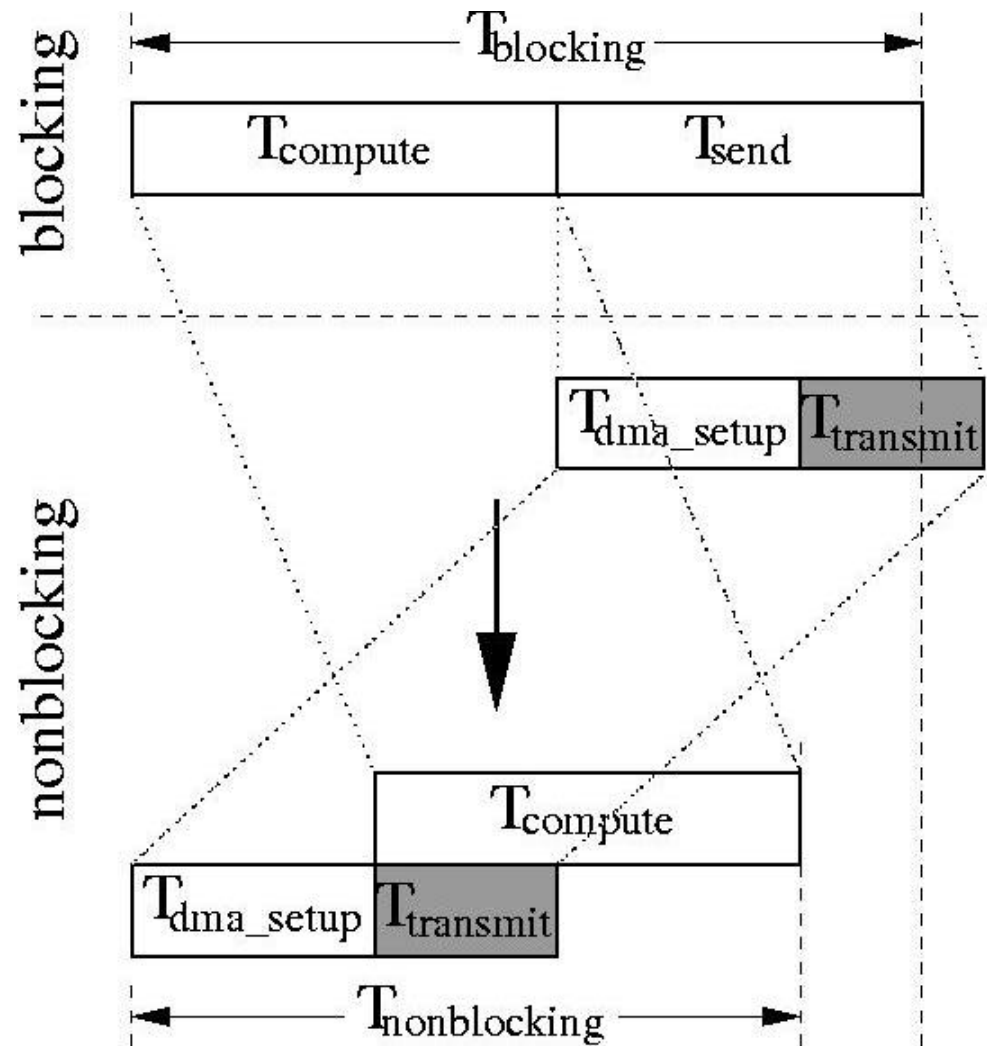 blocking
Tblocking
Tcompute
Tsend
nonblocking
Tdma_setup
Ttransmit
Tcompute
Tdma_setup
Ttransmit
Tnonblocking